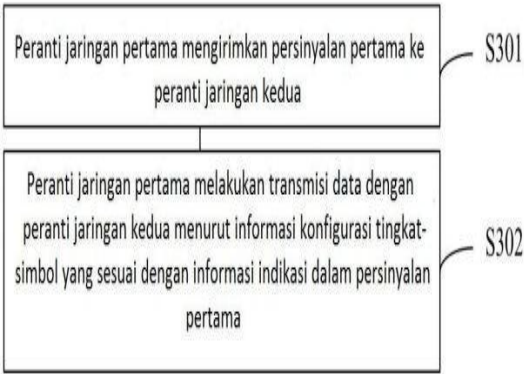 Peranti jaringan pertama mengirimkan persinyalan pertama ke
peranti jaringan kedua
S301
Peranti jaringan pertama melakukan transmisi data dengan
peranti jaringan kedua menurut informasi konfigurasi tingkat-
simbol yang sesuai dengan informasi indikasi dalam persinyalan
pertama
S302